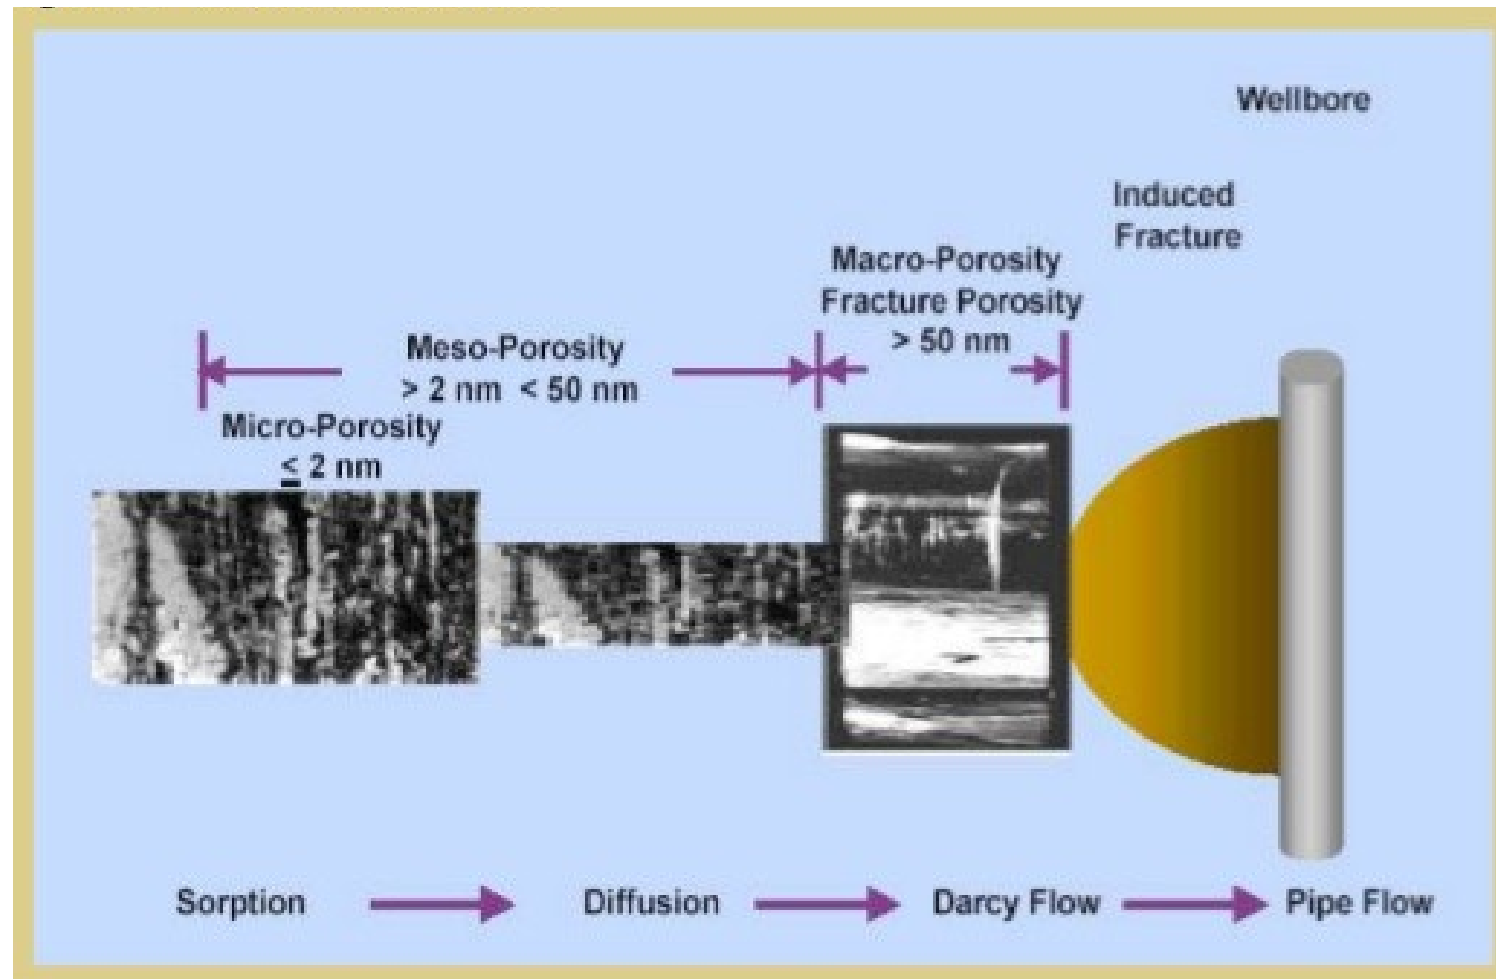 Wellbore
Induced
Fracture
Macro-Porosity
Fracture Porosity
> 50 nm
Meso-Porosity
> 2 nm < 50 nm
Micro-Porosity
≤ 2 nm
Sorption
Diffusion
Darcy Flow
Pipe Flow